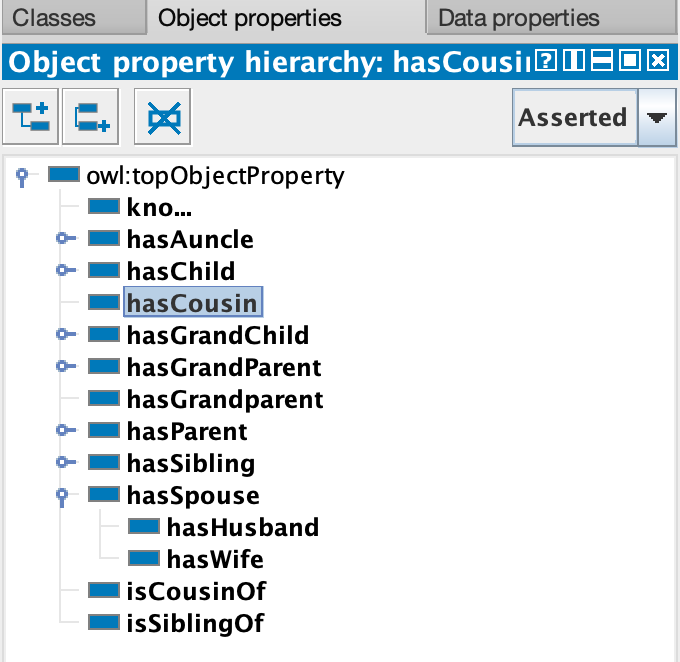 Classes Object properties Data properties
Object property hierarchy: hasCousi
Asserted
owl:topObjectProperty
kno...
hasAuncle
hasChild
hasCousin
hasGrandChild
hasGrandParent
hasGrandparent
hasParent
hasSibling
hasSpouse
hasHusband
hasWife
isCousinOf
isSiblingOf